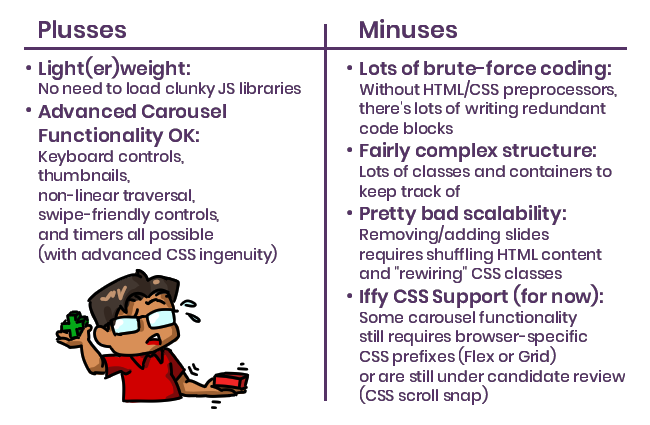 Plusses
• Light(er)weight:
No need to load clunky JS libraries
• Advanced Carousel
Functionality OK:
Keyboard controls,
thumbnails,
non-linear traversal,
swipe-friendly controls,
and timers all possible
(with advanced CSS ingenuity)
Minuses
• Lots of brute-force coding:
Without HTML/CSS preprocessors,
there's lots of writing redundant
code blocks
• Fairly complex structure:
Lots of classes and containers to
keep track of
• Pretty bad scalability:
Removing/adding slides
requires shuffling HTML content
and "rewiring" CSS classes
• Iffy CSS Support (for now):
Some carousel functionality
still requires browser-specific
CSS prefixes (Flex or Grid)
or are still under candidate review
(CSS scroll snap)